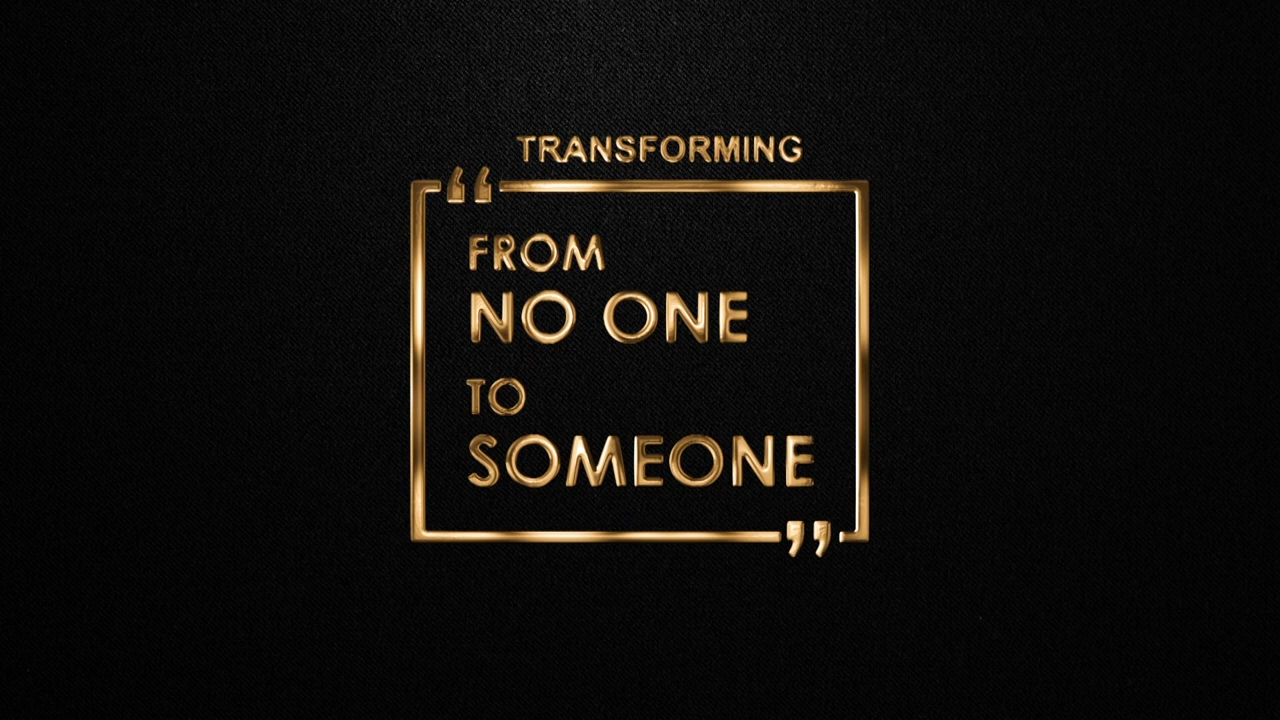 TRANSFORMING
“
FROM
NO ONE
TO
SOMEONE
”